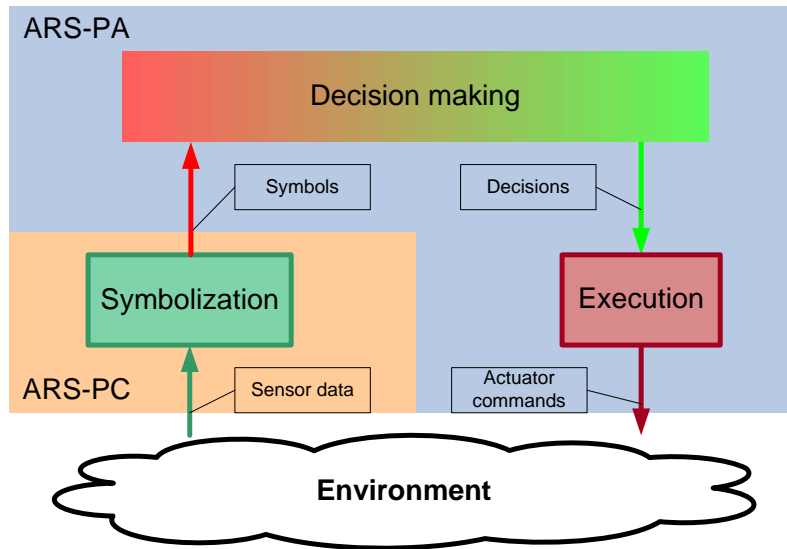 ARS-PA
Decision making
Symbols
Decisions
Symbolization
Execution
ARS-PC
Sensor data
Actuator
commands
Environment